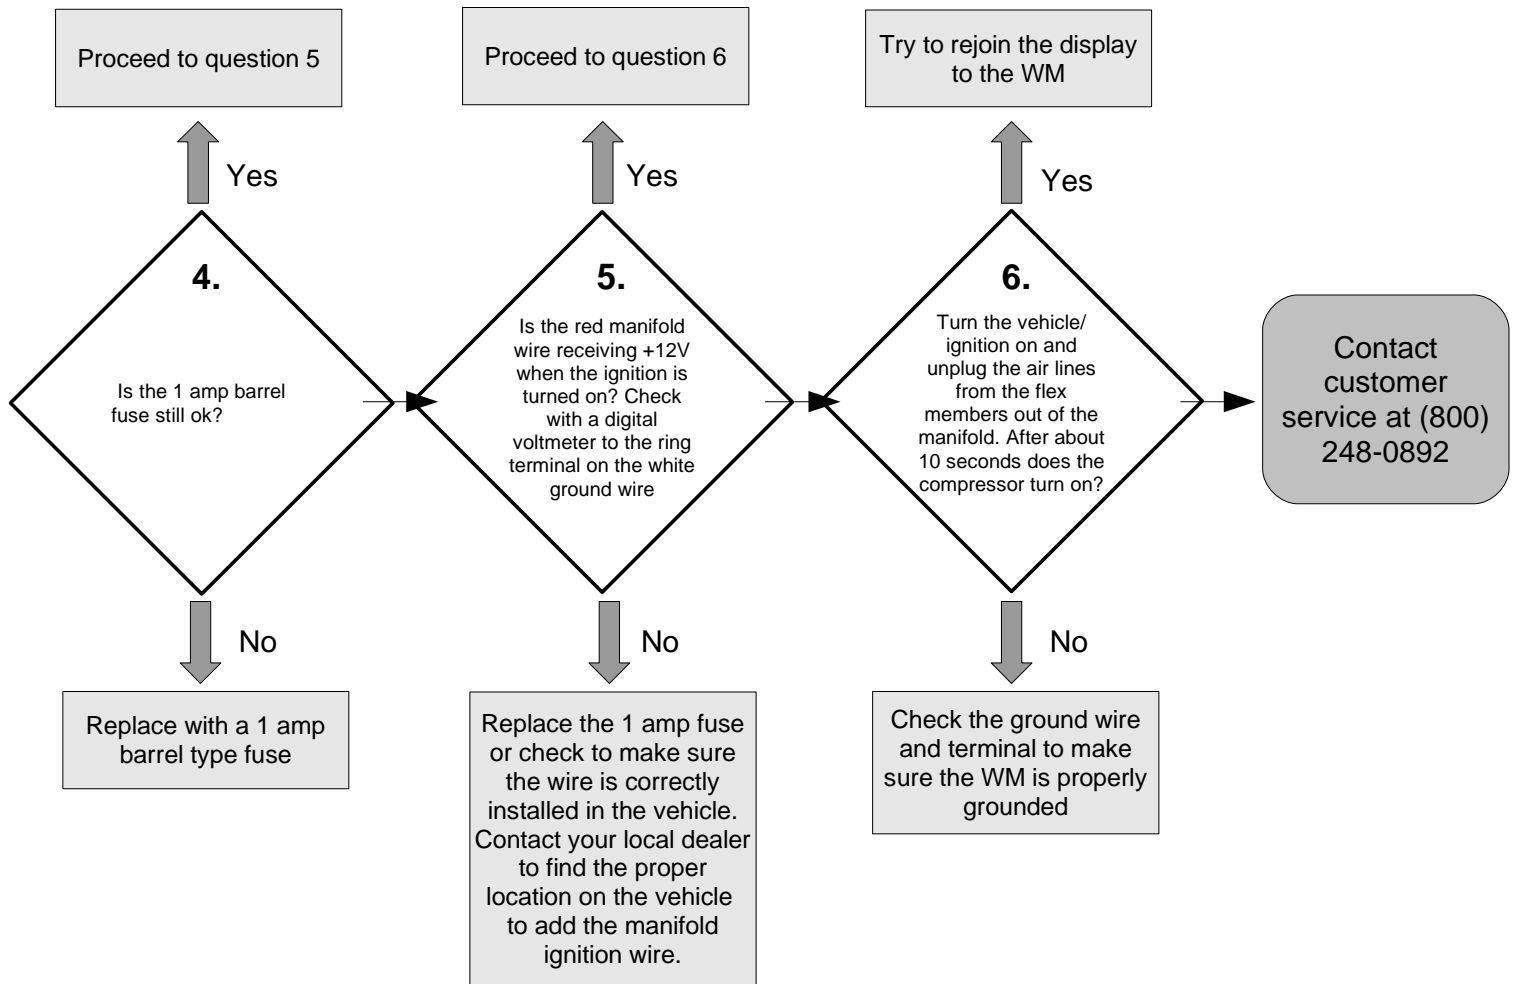 Proceed to question 5
Yes
4.
Is the 1 amp barrel
fuse still ok?
No
Replace with a 1 amp
barrel type fuse
Proceed to question 6
Yes
5.
Is the red manifold
wire receiving +12V
when the ignition is
turned on? Check
with a digital
voltmeter to the ring
terminal on the white
ground wire
No
Replace the 1 amp fuse
or check to make sure
the wire is correctly
installed in the vehicle.
Contact your local dealer
to find the proper
location on the vehicle
to add the manifold
ignition wire.
Try to rejoin the display
to the WM
Yes
6.
Turn the vehicle/
ignition on and
unplug the air lines
from the flex
members out of the
manifold. After about
10 seconds does the
compressor turn on?
No
Check the ground wire
and terminal to make
sure the WM is properly
grounded
Contact
customer
service at (800)
248-0892